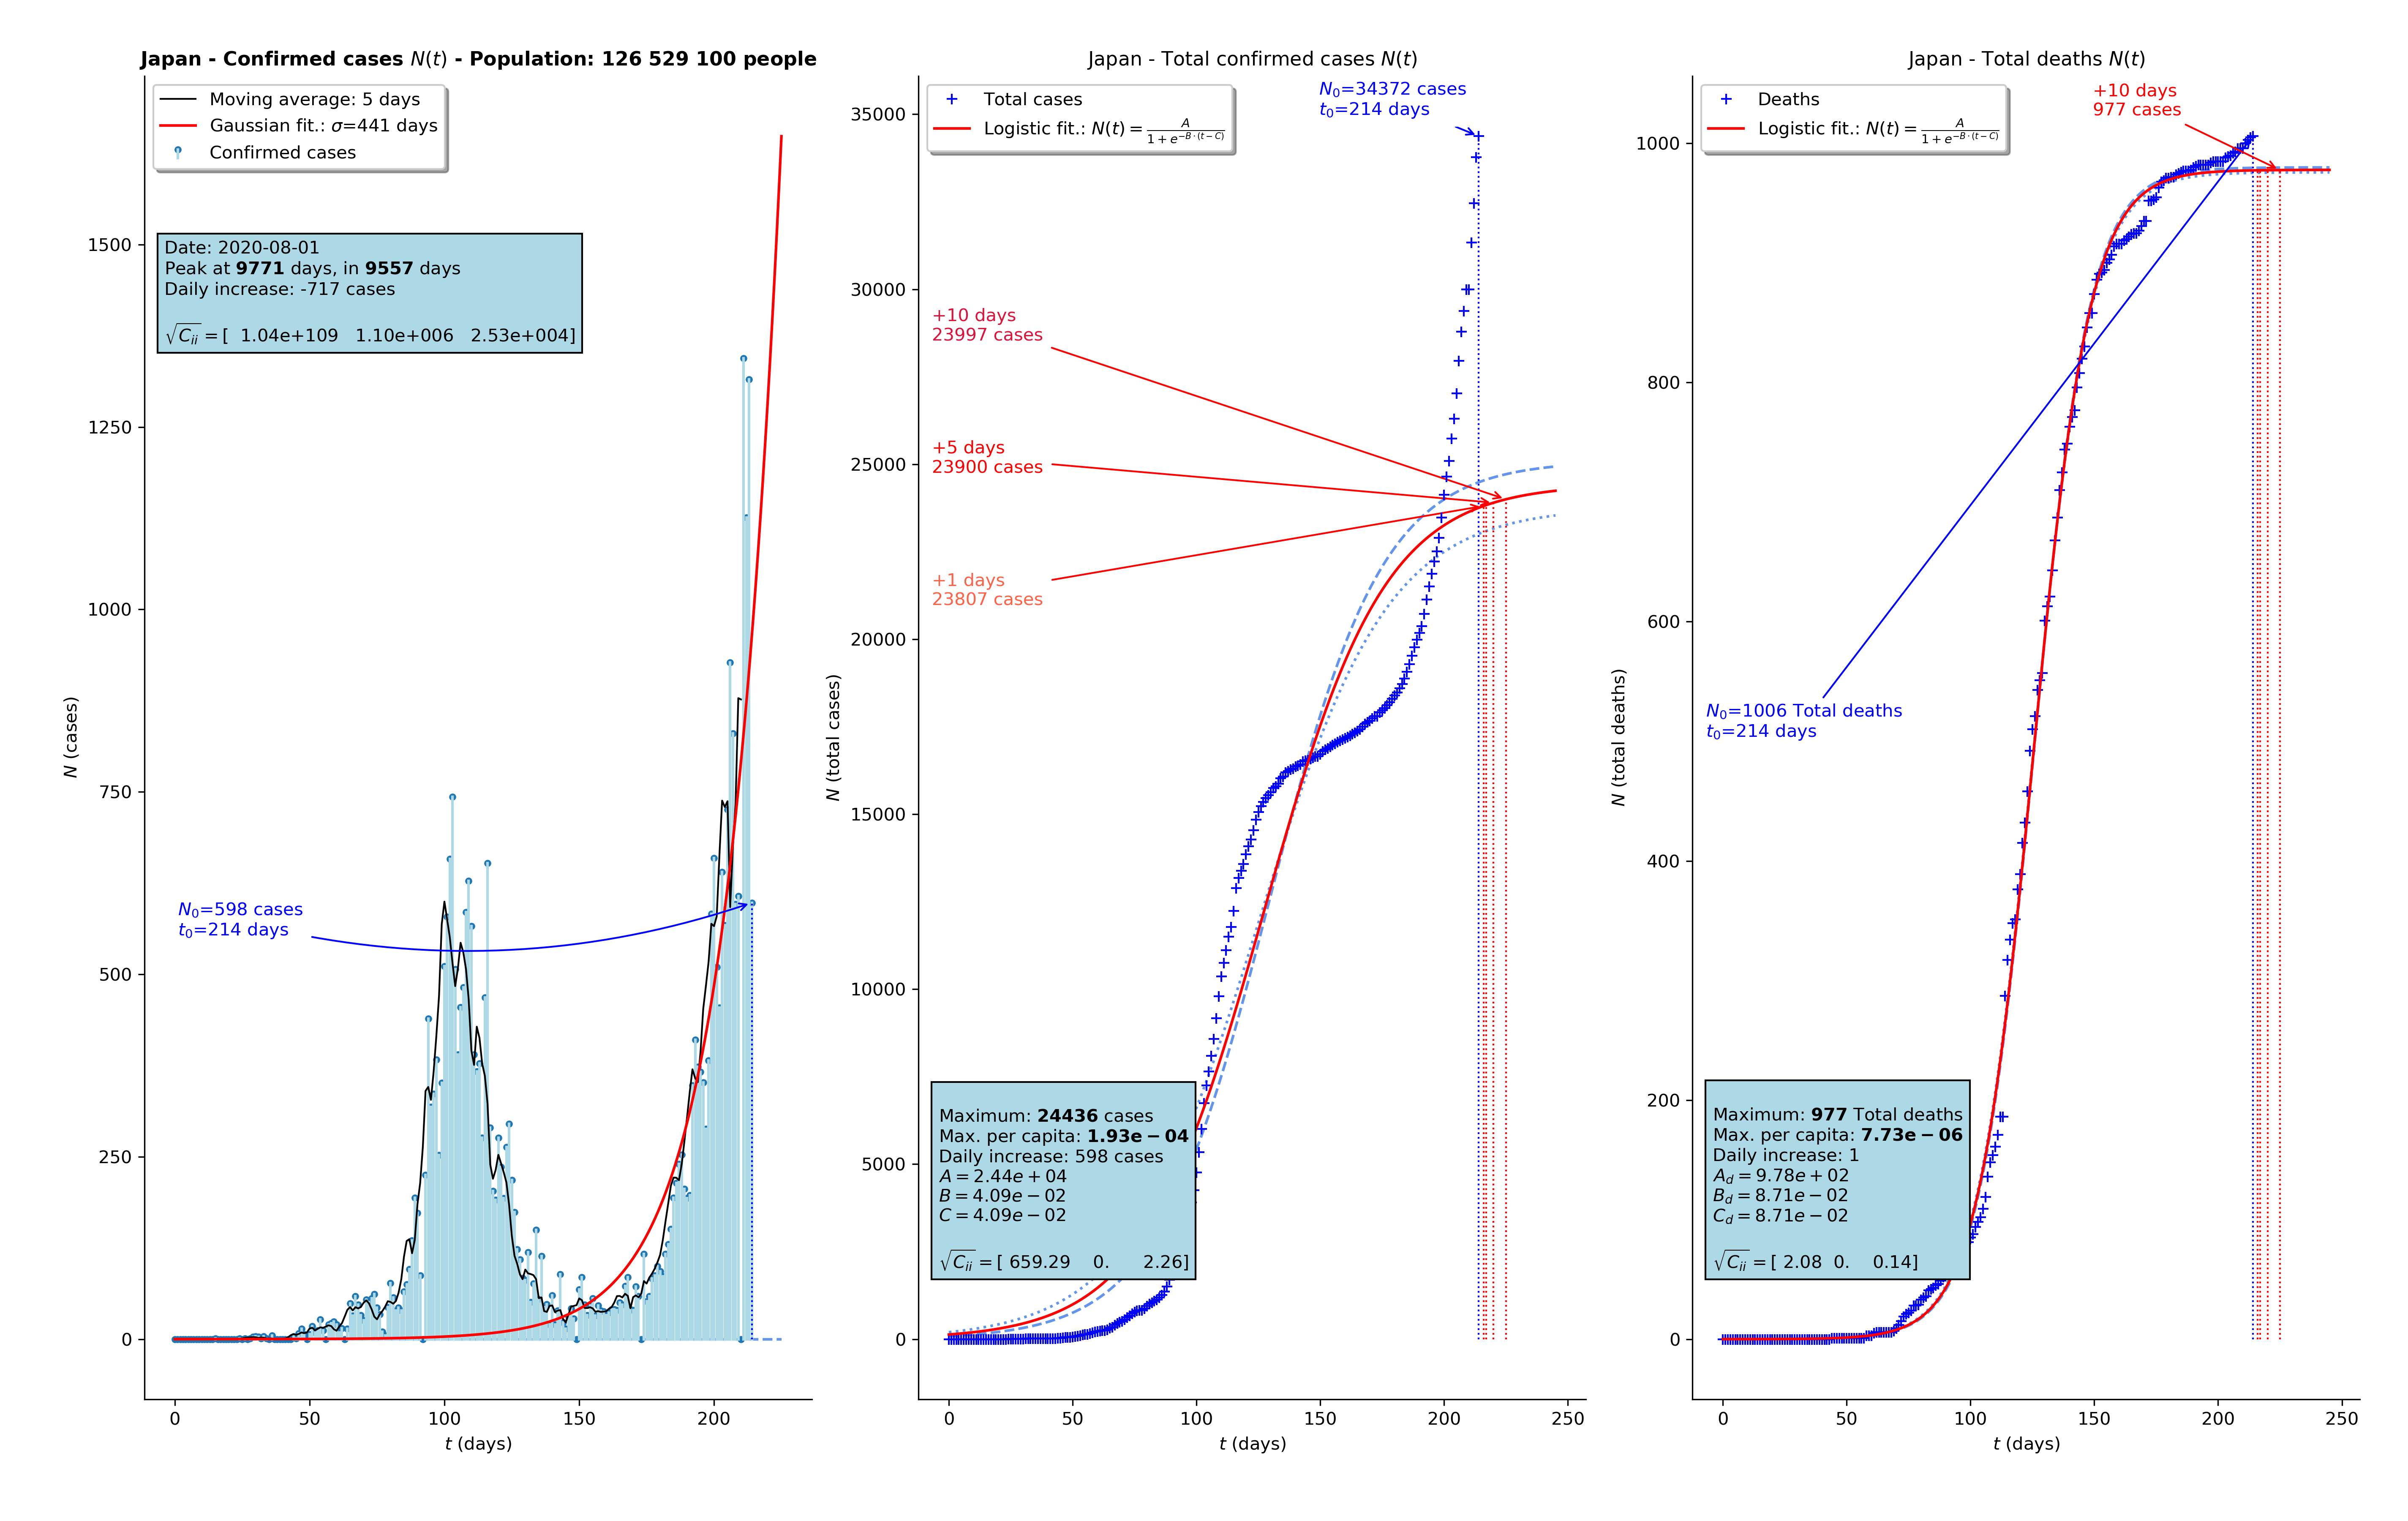 Japan - Confirmed cases N(t) - Population: 126 529 100 people
Moving average: 5 days
Gaussian fit.: σ=441 days
Confirmed cases
Date: 2020-08-01
Peak at 9771 days, in 9557 days
Daily increase: -717 cases
√C_ii = [ 1.04e+109 1.10e+006 2.53e+004]
N₀=598 cases
t₀=214 days
N (cases)
1500
1250
1000
750
500
250
0
0 50 100 150 200
t (days)
Japan - Total confirmed cases N(t)
Total cases
Logistic fit.: N(t) = A / (1 + e^{−B·(t−C)})
N₀=34372 cases
t₀=214 days
+10 days
23997 cases
+5 days
23900 cases
+1 days
23807 cases
Maximum: 24436 cases
Max. per capita: 1.93e − 04
Daily increase: 598 cases
A = 2.44e + 04
B = 4.09e − 02
C = 4.09e − 02
√C_ii = [ 659.29 0. 2.26]
N (total cases)
35000
30000
25000
20000
15000
10000
5000
0
0 50 100 150 200 250
t (days)
Japan - Total deaths N(t)
Deaths
Logistic fit.: N(t) = A / (1 + e^{−B·(t−C)})
+10 days
977 cases
N₀=1006 Total deaths
t₀=214 days
Maximum: 977 Total deaths
Max. per capita: 7.73e − 06
Daily increase: 1
A_d = 9.78e + 02
B_d = 8.71e − 02
C_d = 8.71e − 02
√C_ii = [ 2.08 0. 0.14]
N (total deaths)
1000
800
600
400
200
0
0 50 100 150 200 250
t (days)